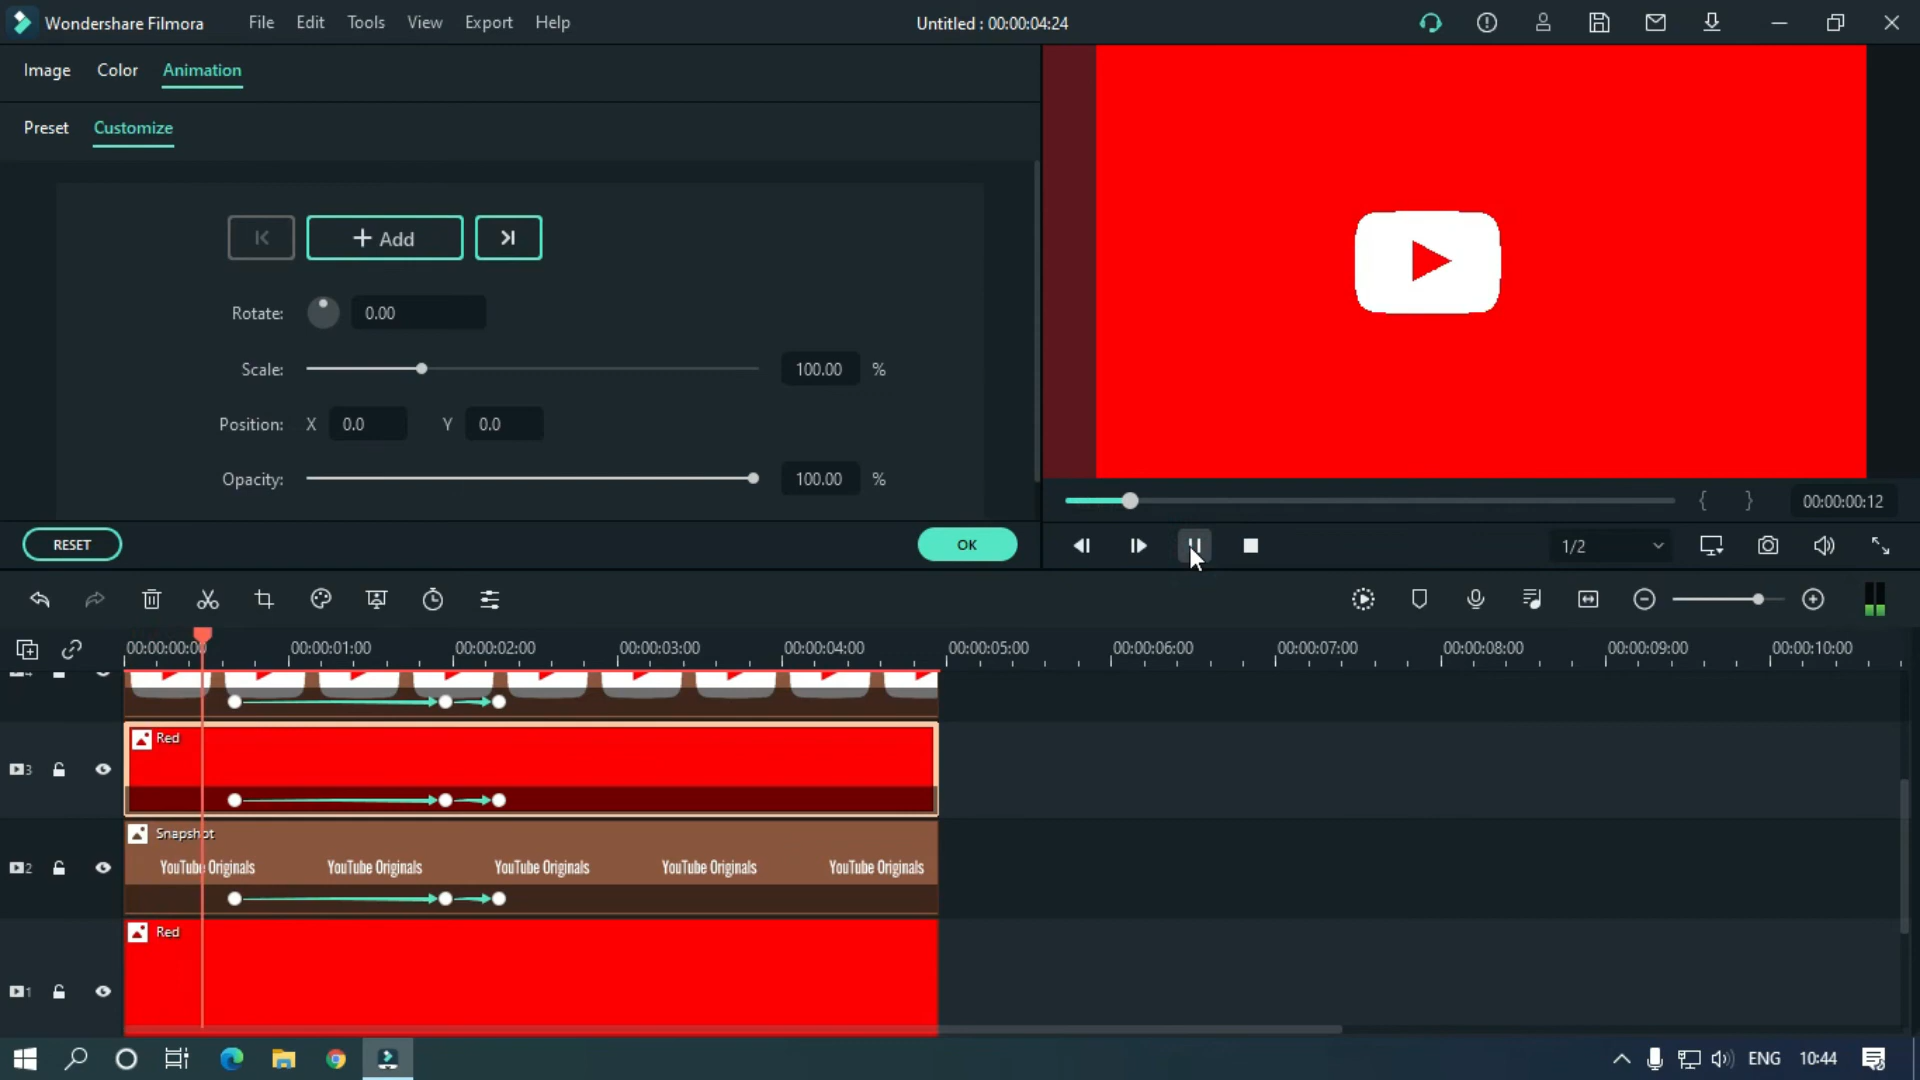 Wondershare Filmora File Edit Tools View Export Help Untitled : 00:00:04:24
Image Color Animation
Preset Customize
+ Add
Rotate: 0.00
Scale: 100.00 %
Position: X 0.0 Y 0.0
Opacity: 100.00 %
{ } 00:00:00:12
RESET OK 1/2
00:00:00:00 00:00:01:00 00:00:02:00 00:00:03:00 00:00:04:00 00:00:05:00 00:00:06:00 00:00:07:00 00:00:08:00 00:00:09:00 00:00:10:00
Red
3
Snapshot
2 YouTube Originals YouTube Originals YouTube Originals YouTube Originals YouTube Originals
Red
1
ENG 10:44